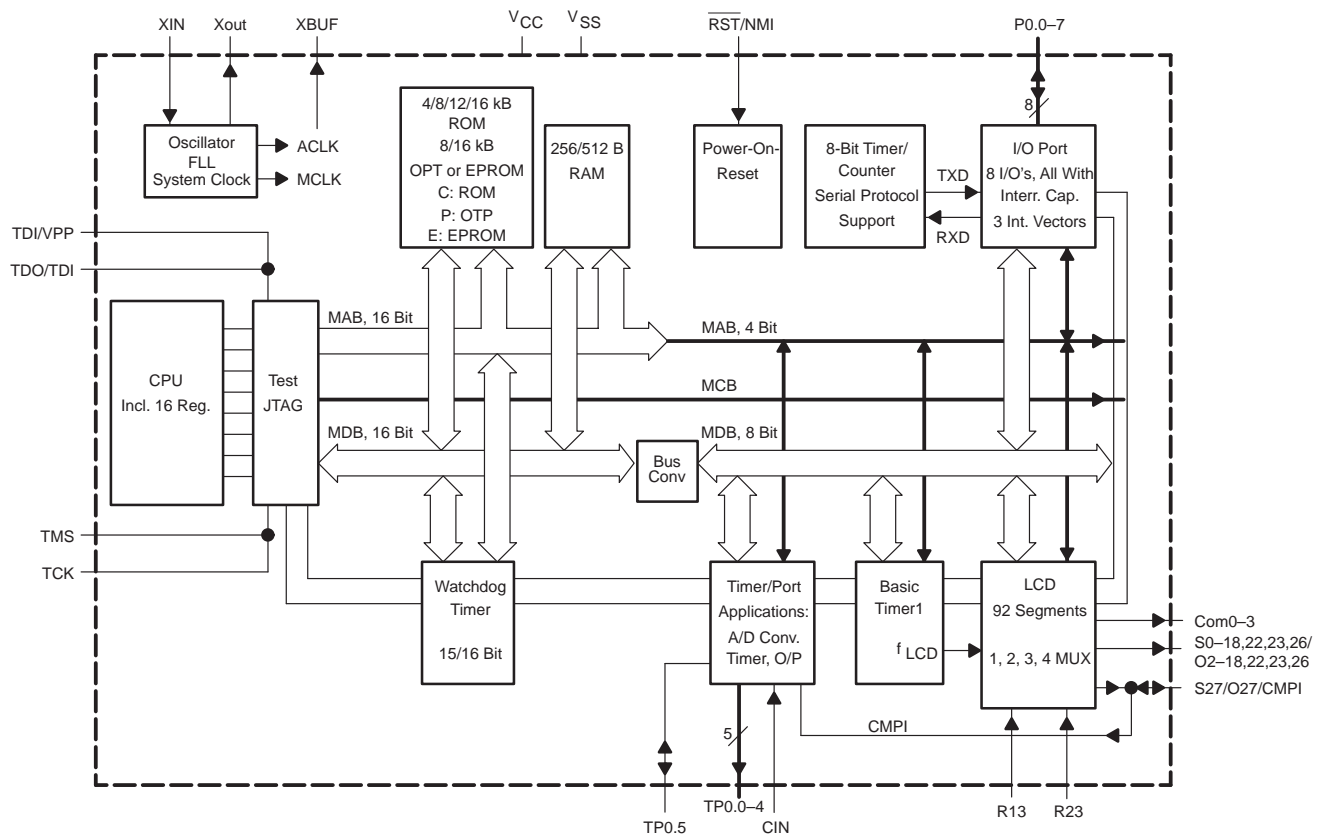 XIN
Xout
XBUF
VCC
VSS
RST/NMI
P0.0–7
8
Oscillator
FLL
System Clock
ACLK
MCLK
4/8/12/16 kB
ROM
8/16 kB
OPT or EPROM
C: ROM
P: OTP
E: EPROM
256/512 B
RAM
Power-On-
Reset
8-Bit Timer/
Counter
Serial Protocol
Support
TXD
RXD
I/O Port
8 I/O's, All With
Interr. Cap.
3 Int. Vectors
TDI/VPP
TDO/TDI
CPU
Incl. 16 Reg.
Test
JTAG
MAB, 16 Bit
MAB, 4 Bit
MCB
MDB, 16 Bit
Bus
Conv
MDB, 8 Bit
TMS
TCK
Watchdog
Timer
15/16 Bit
Timer/Port
Applications:
A/D Conv.
Timer, O/P
Basic
Timer1
fLCD
LCD
92 Segments
1, 2, 3, 4 MUX
Com0–3
S0–18,22,23,26/
O2–18,22,23,26
S27/O27/CMPI
CMPI
5
TP0.5
TP0.0–4
CIN
R13
R23